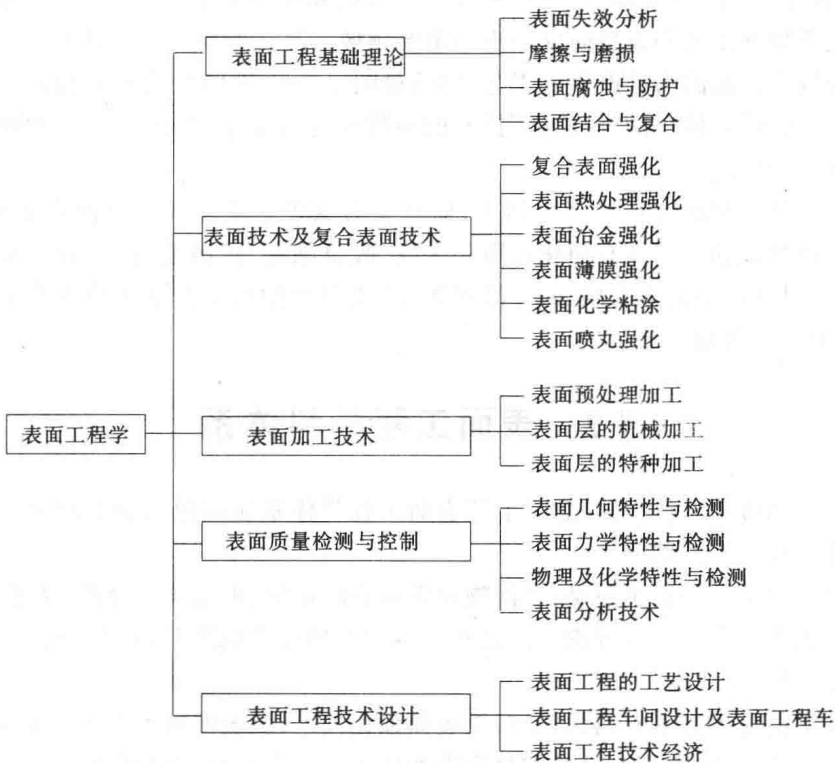 表面工程学
表面工程基础理论
表面失效分析
摩擦与磨损
表面腐蚀与防护
表面结合与复合
表面技术及复合表面技术
复合表面强化
表面热处理强化
表面冶金强化
表面薄膜强化
表面化学粘涂
表面喷丸强化
表面加工技术
表面预处理加工
表面层的机械加工
表面层的特种加工
表面质量检测与控制
表面几何特性与检测
表面力学特性与检测
物理及化学特性与检测
表面分析技术
表面工程技术设计
表面工程的工艺设计
表面工程车间设计及表面工程车
表面工程技术经济